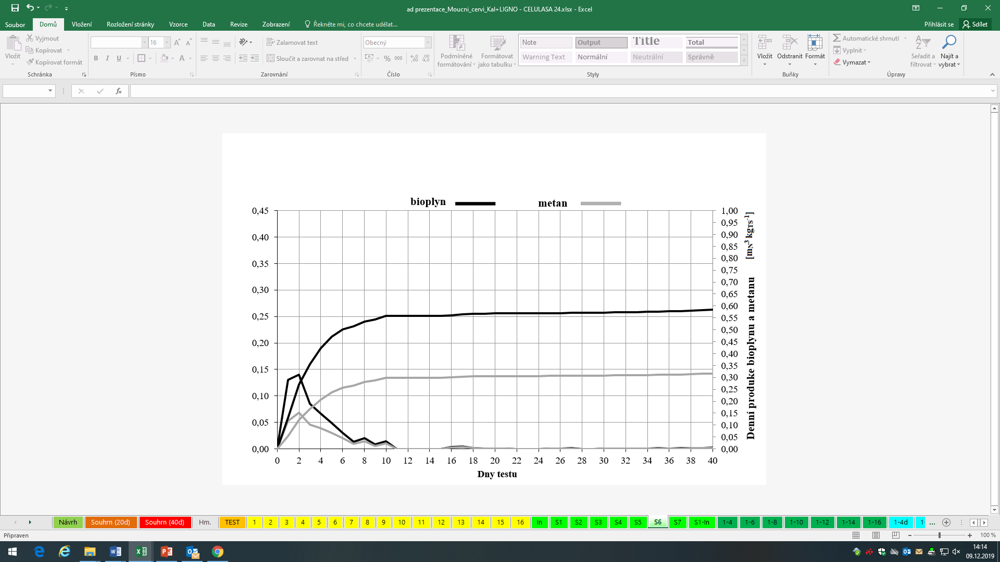 ad prezentace_Moucni_cervi_Kal+LIGNO - CELULASA 24.xlsx - Excel
Soubor Domů Vložení Rozložení stránky Vzorce Data Revize Zobrazení Řekněte mi, co chcete udělat... Přihlásit se Sdílet
Vložit
Vyjmout
Kopírovat
Kopírovat formát
Schránka
16
B I U
Písmo
Zalamovat text
Sloučit a zarovnat na střed
Zarovnání
Obecný
% 000
Číslo
Podmíněné formátování
Formátovat jako tabulku
Note Output Title Total
Warning Text Normální Neutrální Správně
Styly
Vložit Odstranit Formát
Buňky
Automatické shrnutí
Vyplnit
Vymazat
Seřadit a filtrovat
Najít a vybrat
Úpravy
fx
bioplyn metan
0,45
0,40
0,35
0,30
0,25
0,20
0,15
0,10
0,05
0,00
1,00
0,95
0,90
0,85
0,80
0,75
0,70
0,65
0,60
0,55
0,50
0,45
0,40
0,35
0,30
0,25
0,20
0,15
0,10
0,05
0,00
Denní produkce bioplynu a metanu [mN³ kgTS⁻¹]
0 2 4 6 8 10 12 14 16 18 20 22 24 26 28 30 32 34 36 38 40
Dny testu
Návrh Souhrn (20d) Souhrn (40d) Hm. TEST 1 2 3 4 5 6 7 8 9 10 11 12 13 14 15 16 In S1 S2 S3 S4 S5 S6 S7 S1-In 1-4 1-6 1-8 1-10 1-12 1-14 1-16 1-4d 1- ...
Připraven
100 %
14:14
09.12.2019